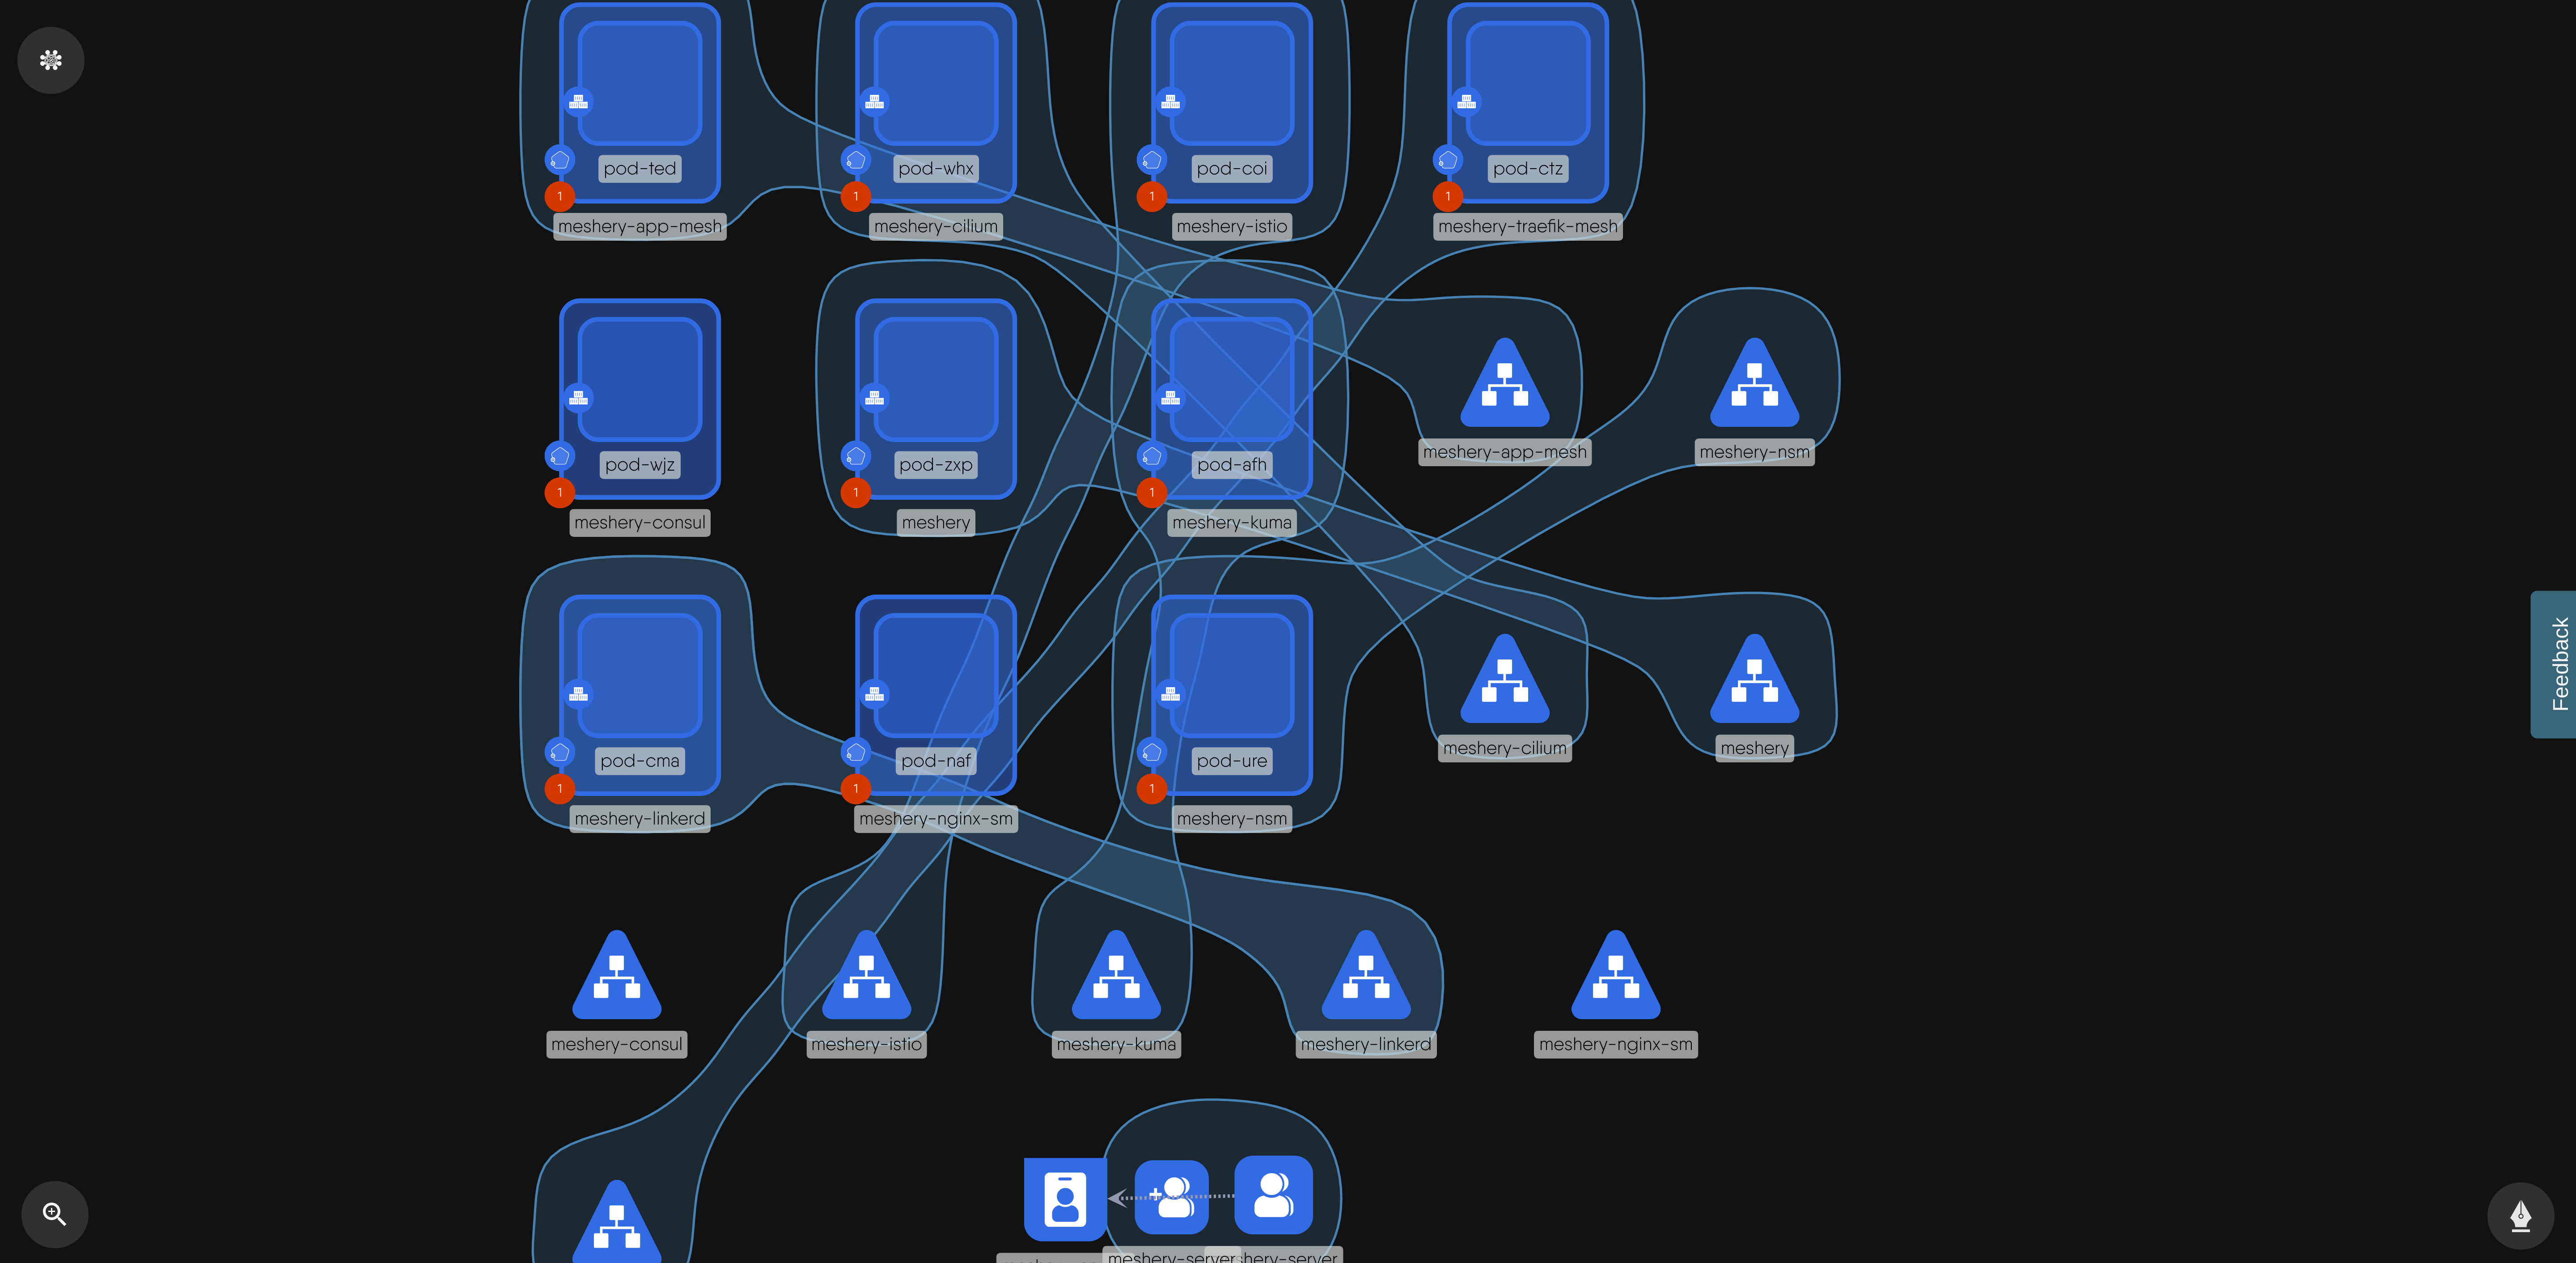 pod-ted
pod-whx
pod-coi
pod-ctz
1
1
1
1
meshery-app-mesh
meshery-cilium
meshery-istio
meshery-traefik-mesh
pod-wjz
pod-zxp
pod-afh
meshery-app-mesh
meshery-nsm
1
1
1
meshery-consul
meshery
meshery-kuma
Feedback
pod-cma
pod-naf
pod-ure
meshery-cilium
meshery
1
1
1
meshery-linkerd
meshery-nginx-sm
meshery-nsm
meshery-consul
meshery-istio
meshery-kuma
meshery-linkerd
meshery-nginx-sm
meshery-server